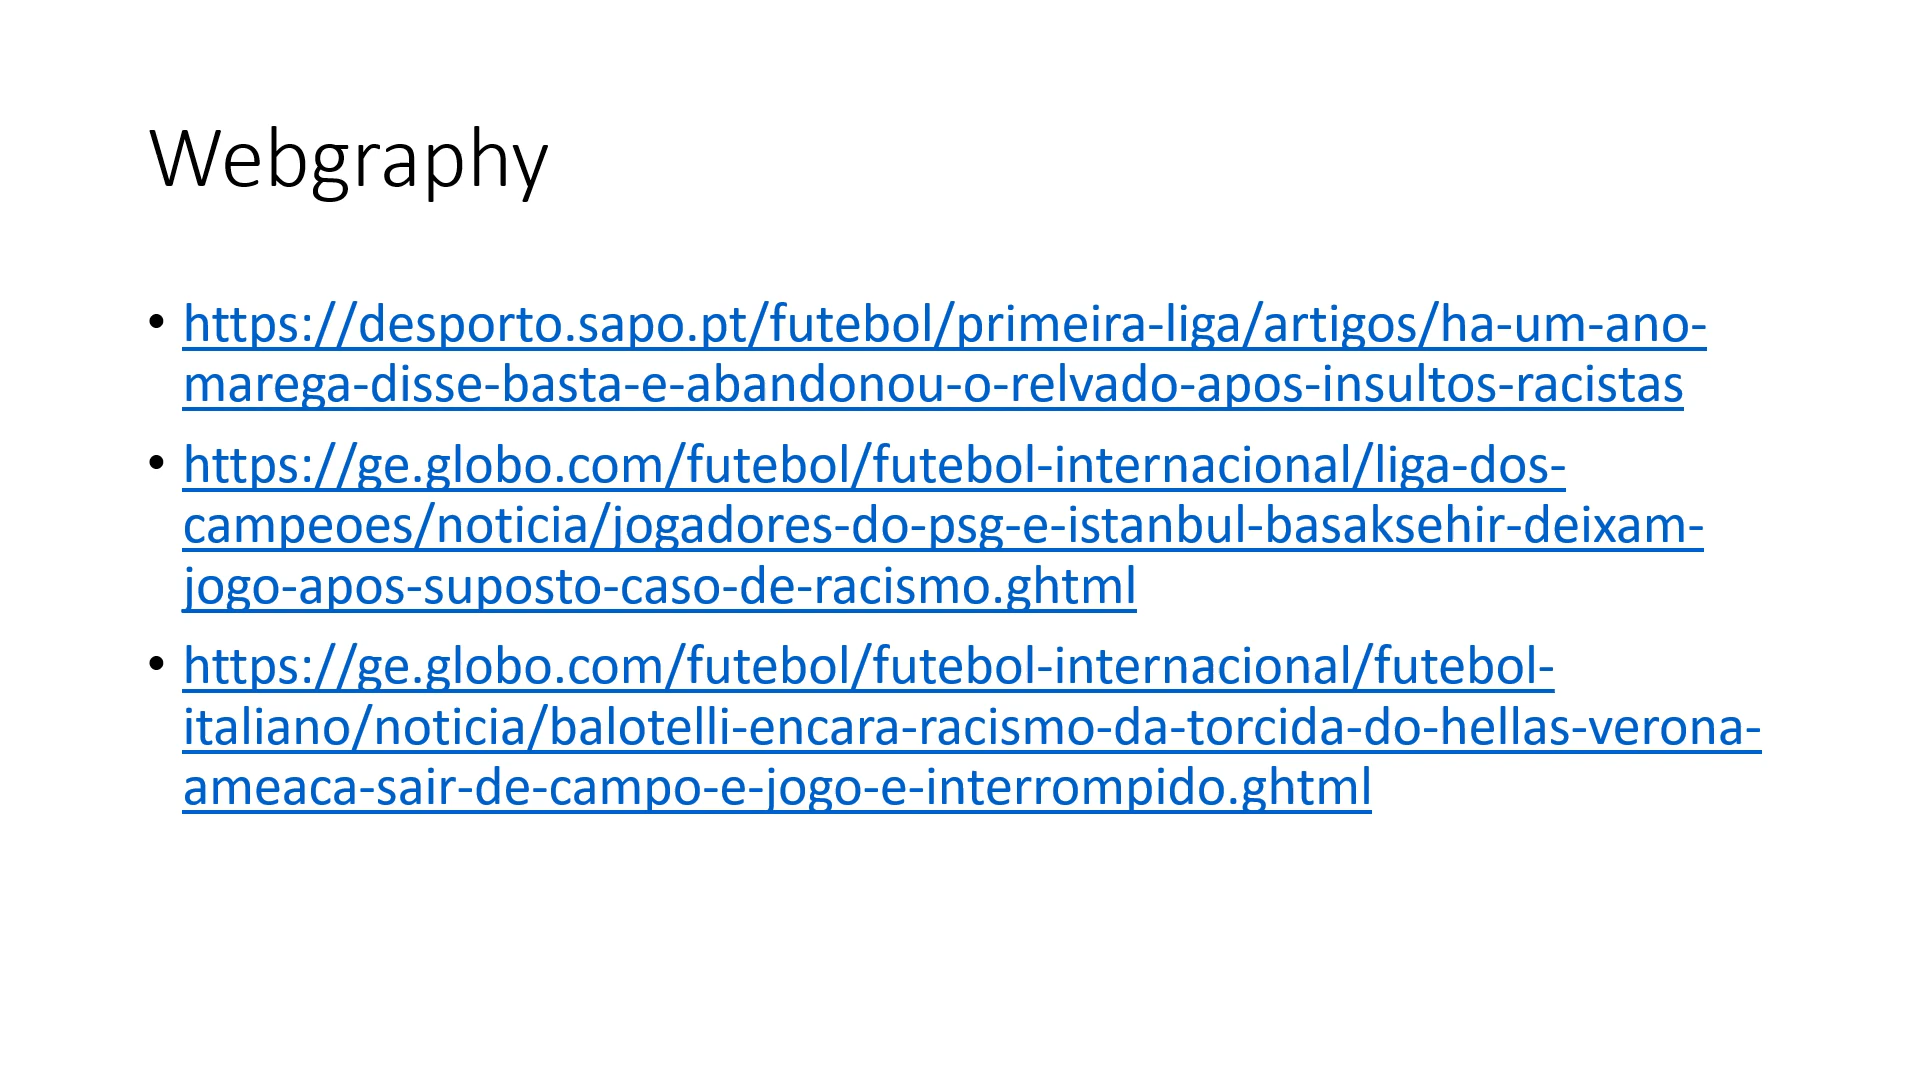 Webgraphy
• https://desporto.sapo.pt/futebol/primeira-liga/artigos/ha-um-ano-
marega-disse-basta-e-abandonou-o-relvado-apos-insultos-racistas
• https://ge.globo.com/futebol/futebol-internacional/liga-dos-
campeoes/noticia/jogadores-do-psg-e-istanbul-basaksehir-deixam-
jogo-apos-suposto-caso-de-racismo.ghtml
• https://ge.globo.com/futebol/futebol-internacional/futebol-
italiano/noticia/balotelli-encara-racismo-da-torcida-do-hellas-verona-
ameaca-sair-de-campo-e-jogo-e-interrompido.ghtml